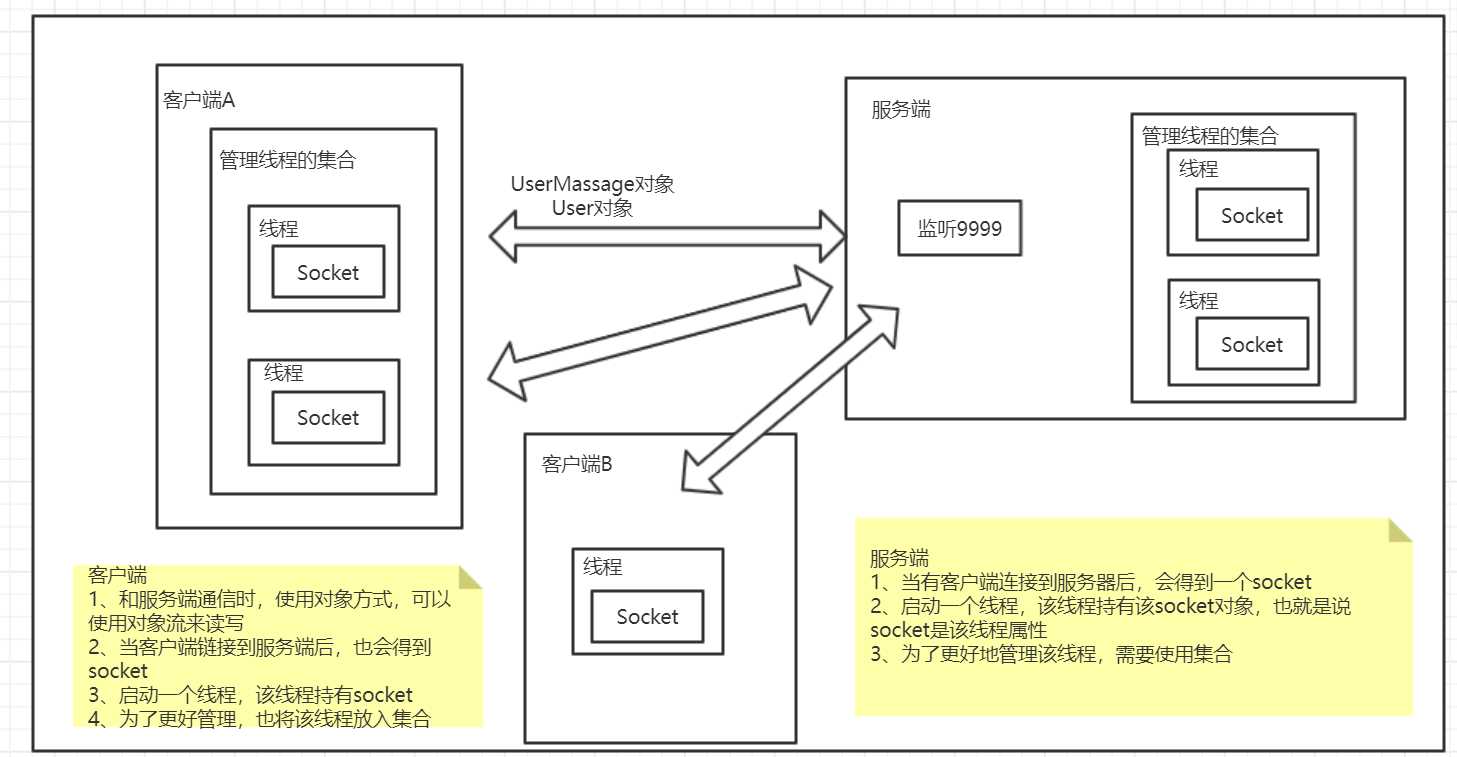 客户端A
管理线程的集合
线程
Socket
线程
Socket
UserMassage对象
User对象
服务端
监听9999
管理线程的集合
线程
Socket
线程
Socket
客户端B
线程
Socket
客户端
1、和服务端通信时，使用对象方式，可以
使用对象流来读写
2、当客户端链接到服务端后，也会得到
socket
3、启动一个线程，该线程持有socket
4、为了更好管理，也将该线程放入集合
服务端
1、当有客户端连接到服务器后，会得到一个socket
2、启动一个线程，该线程持有该socket对象，也就是说
socket是该线程属性
3、为了更好地管理该线程，需要使用集合